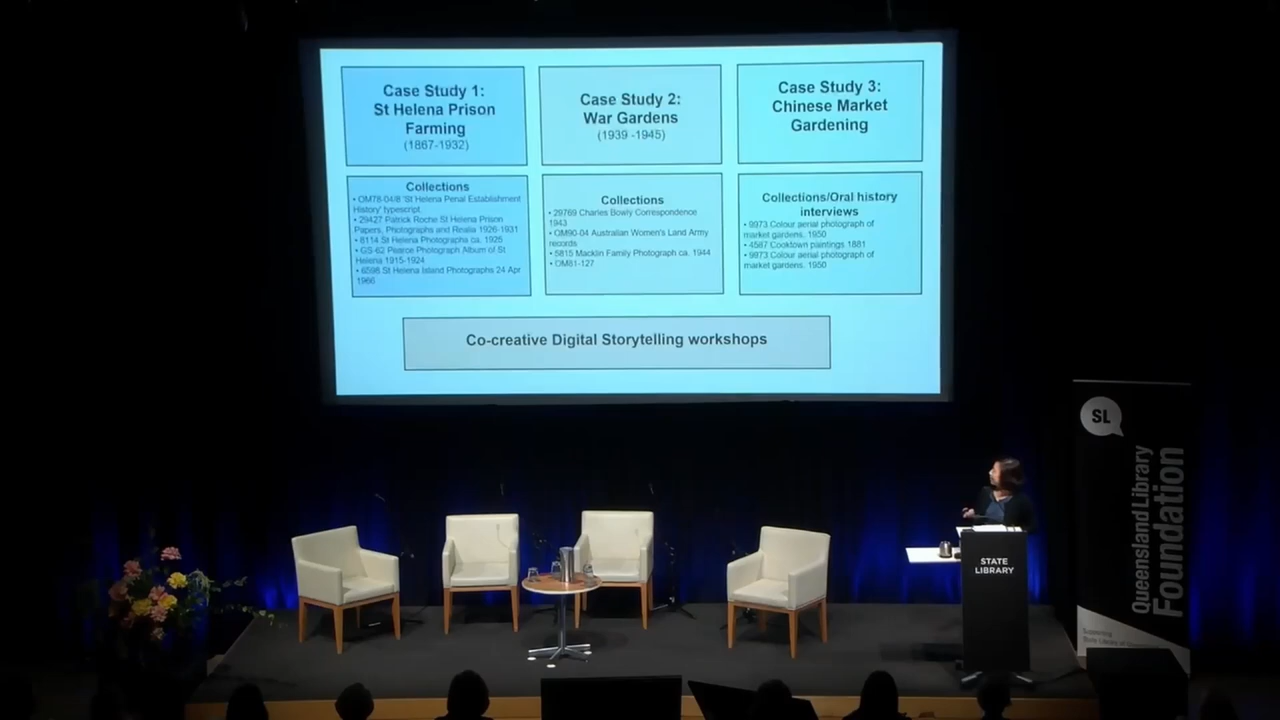 Case Study 1:
St Helena Prison
Farming
(1867-1932)
Case Study 2:
War Gardens
(1939 -1945)
Case Study 3:
Chinese Market
Gardening
Collections
• OM78-04/8 'St Helena Penal Establishment
History' typescript
• 29427 Patrick Roche St Helena Prison
Papers, Photographs and Realia 1926-1931
• 8114 St Helena Photographs ca. 1925
• GS-62 Pearce Photograph Album of St
Helena 1915-1924
• 6598 St Helena Island Photographs 24 Apr
1966
Collections
• 29769 Charles Bowly Correspondence
1943
• OM90-04 Australian Women's Land Army
records
• 5815 Macklin Family Photograph ca. 1944
• OM81-127
Collections/Oral history
interviews
• 9973 Colour aerial photograph of
market gardens. 1950
• 4587 Cooktown paintings 1881
• 9973 Colour aerial photograph of
market gardens. 1950
Co-creative Digital Storytelling workshops
STATE
LIBRARY
SL
Queensland Library
Foundation
Supporting
State Library of